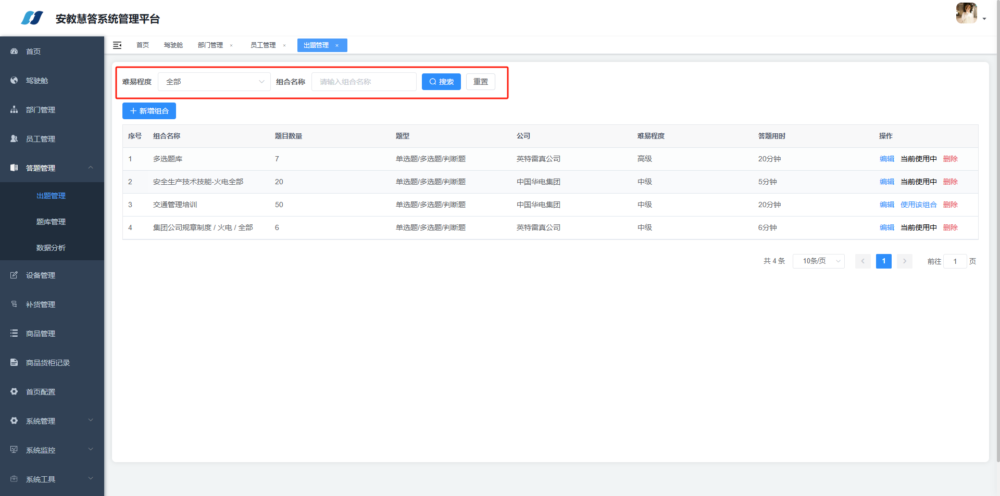 安教慧答系统管理平台
首页
驾驶舱
部门管理
员工管理
答题管理
出题管理
题库管理
数据分析
设备管理
补货管理
商品管理
商品货柜记录
首页配置
系统管理
系统监控
系统工具
首页 驾驶舱 部门管理 × 员工管理 × 出题管理 ×
难易程度 全部 组合名称 请输入组合名称 搜索 重置
+ 新增组合
序号 组合名称 题目数量 题型 公司 难易程度 答题用时 操作
1 多选题库 7 单选题/多选题/判断题 英特雷真公司 高级 20分钟 编辑 当前使用中 删除
2 安全生产技术技能-火电全部 20 单选题/多选题/判断题 中国华电集团 中级 5分钟 编辑 当前使用中 删除
3 交通管理培训 50 单选题/多选题/判断题 中国华电集团 中级 20分钟 编辑 使用该组合 删除
4 集团公司规章制度 / 火电 / 全部 6 单选题/多选题/判断题 英特雷真公司 中级 6分钟 编辑 当前使用中 删除
共 4 条 10条/页 1 前往 1 页